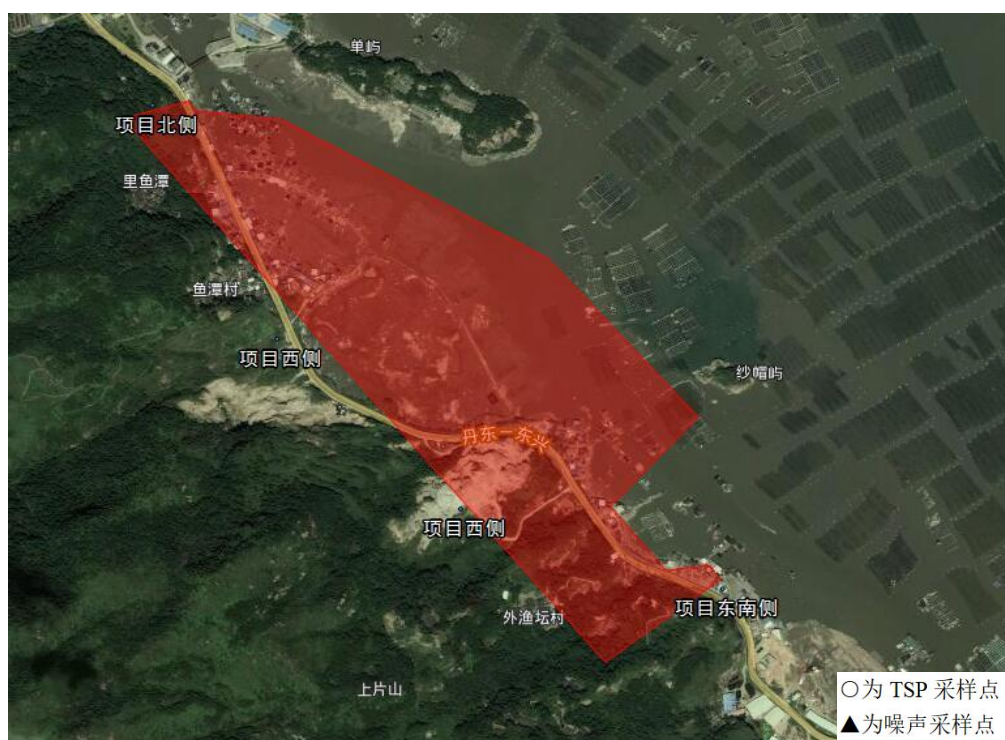 单屿
项目北侧
里鱼潭
鱼潭村
项目西侧
纱帽屿
丹东—东兴
项目西侧
外渔坛村
项目东南侧
上片山
○为 TSP 采样点
▲为噪声采样点